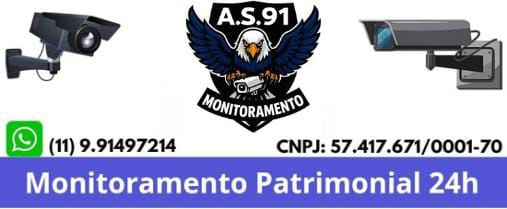 A.S.91
MONITORAMENTO
(11) 9.91497214
CNPJ: 57.417.671/0001-70
Monitoramento Patrimonial 24h